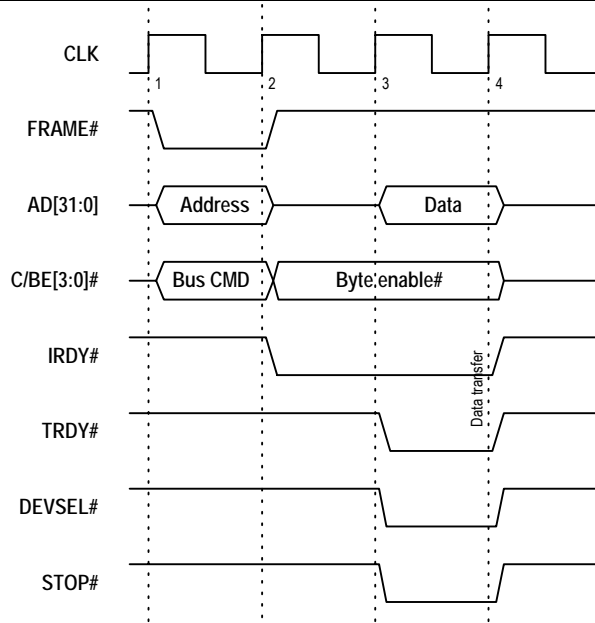 CLK
1 2 3 4
FRAME#
AD[31:0] Address Data
C/BE[3:0]# Bus CMD Byte enable#
IRDY#
Data transfer
TRDY#
DEVSEL#
STOP#